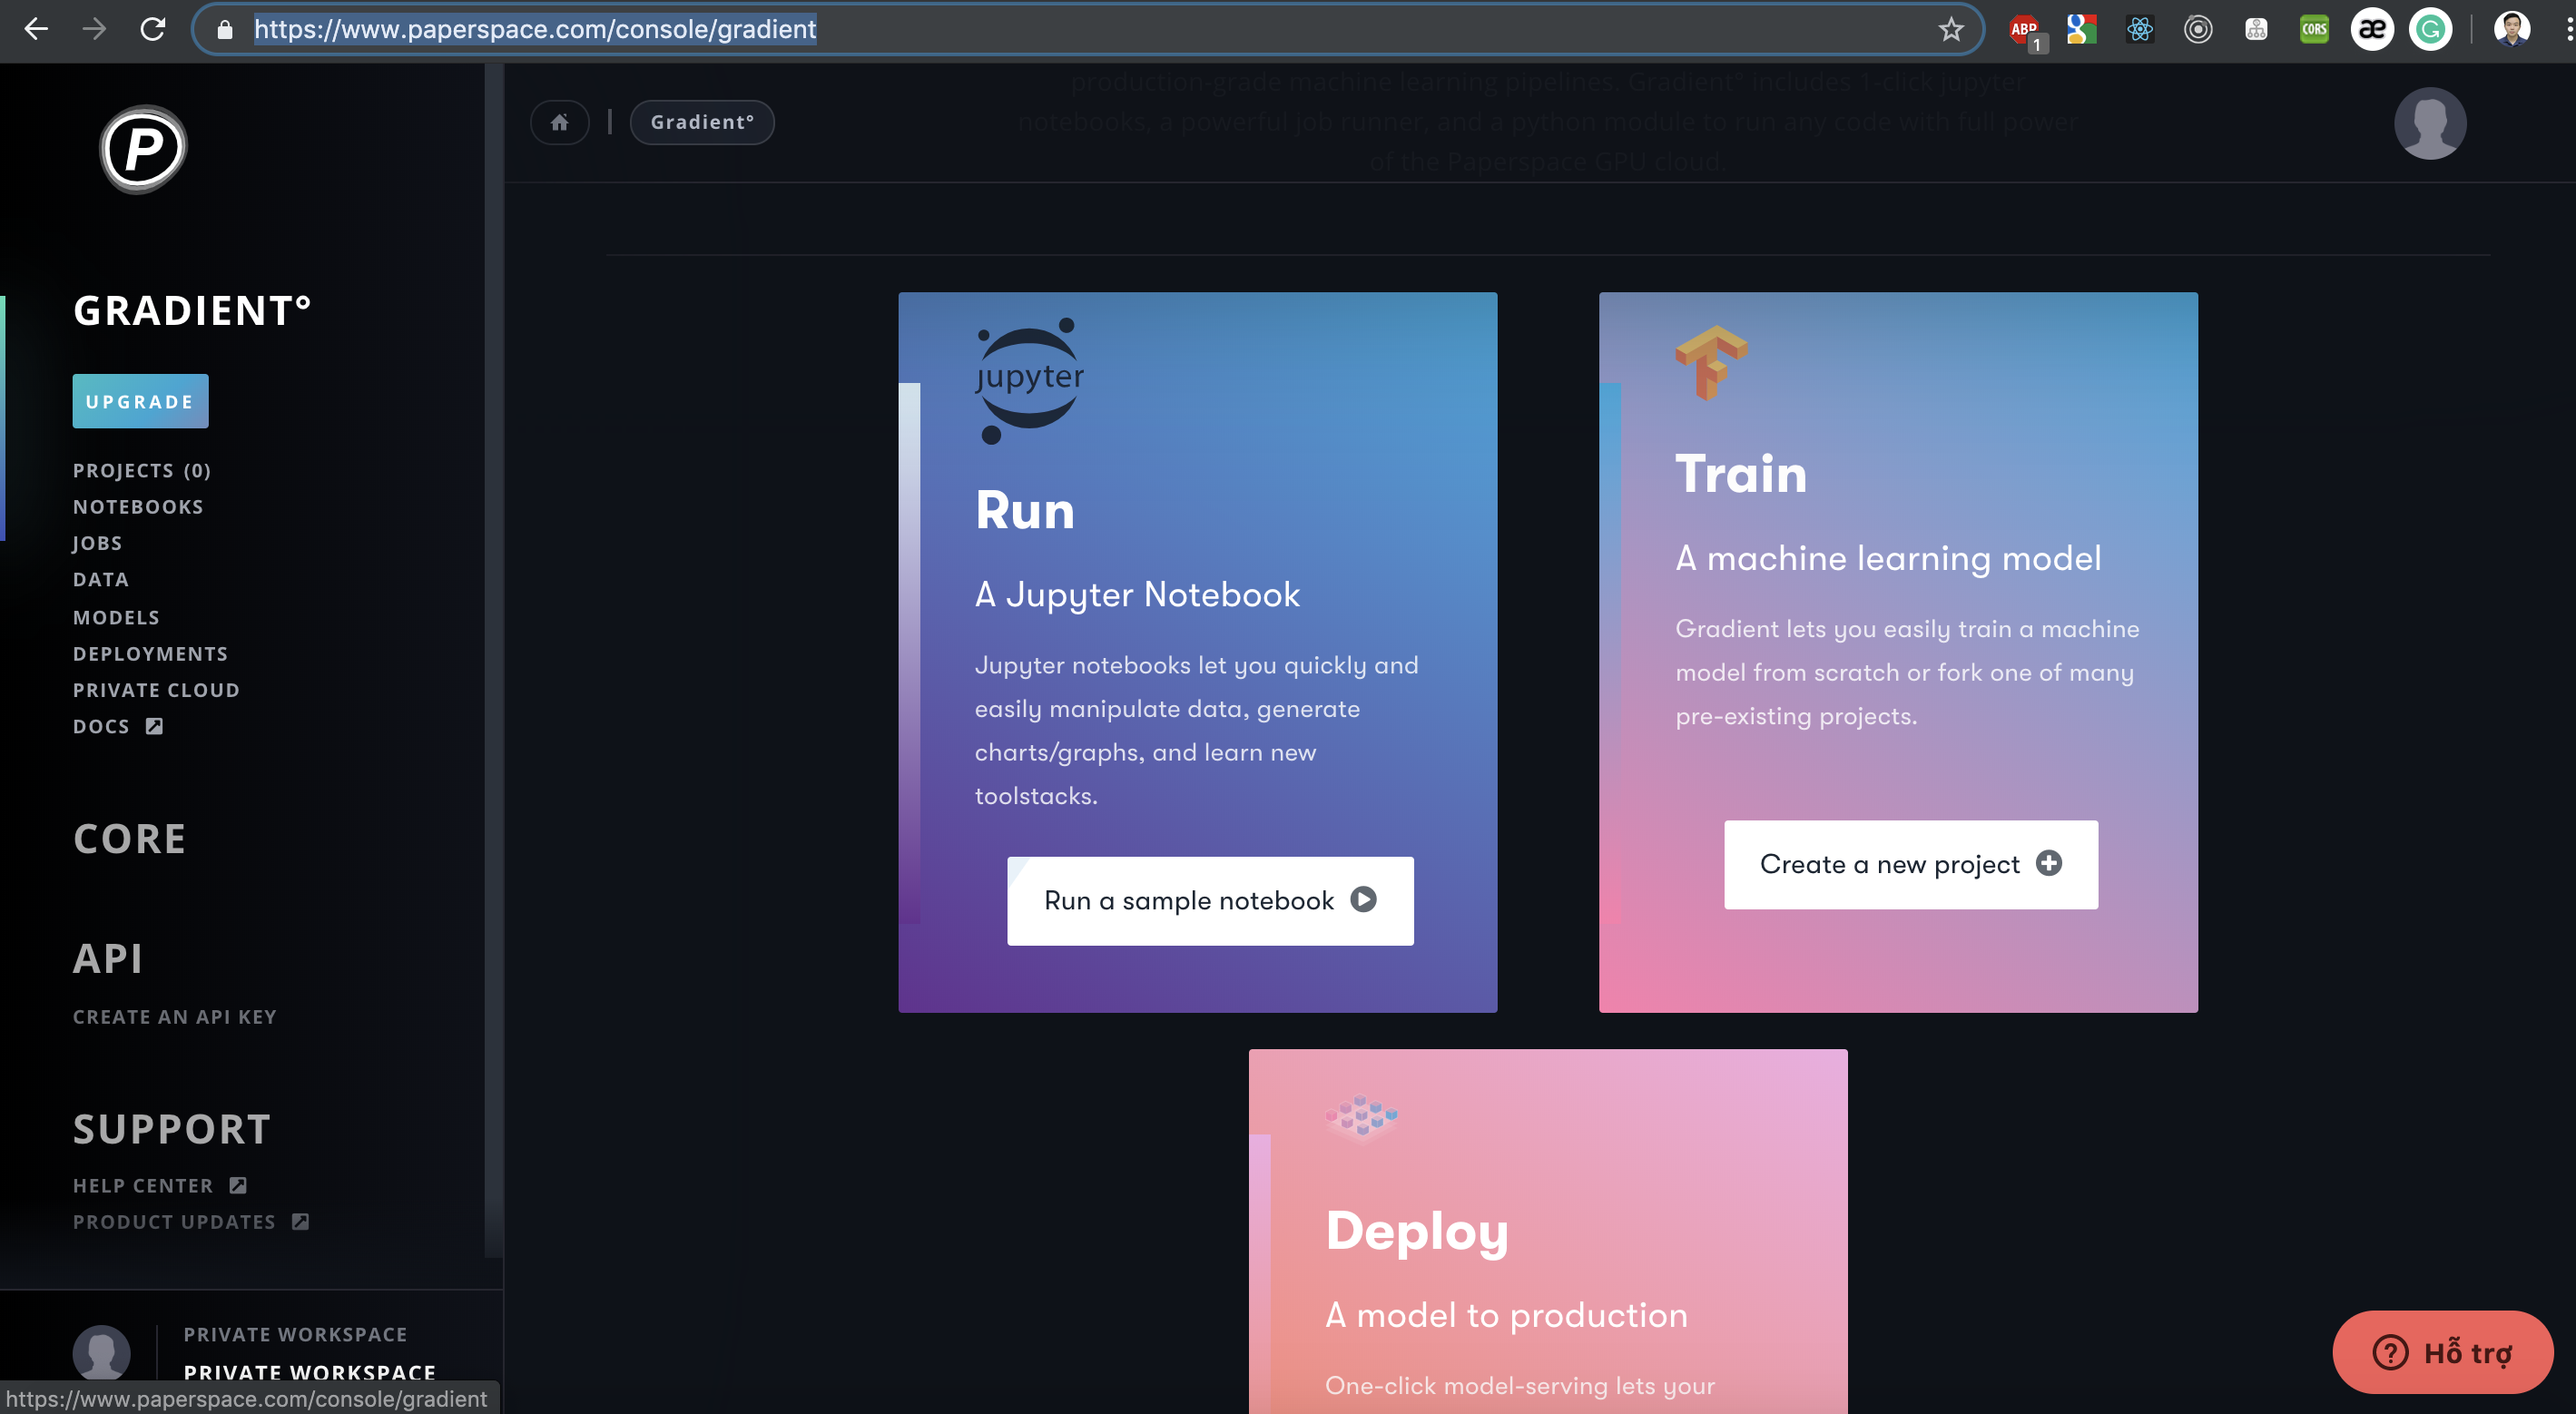 https://www.paperspace.com/console/gradient
ABP
1
CORS
æ
G
production-grade machine learning pipelines. Gradient° includes 1-click jupyter
notebooks, a powerful job runner, and a python module to run any code with full power
of the Paperspace GPU cloud.
Gradient°
P
GRADIENT°
UPGRADE
PROJECTS (0)
NOTEBOOKS
JOBS
DATA
MODELS
DEPLOYMENTS
PRIVATE CLOUD
DOCS
CORE
API
CREATE AN API KEY
SUPPORT
HELP CENTER
PRODUCT UPDATES
PRIVATE WORKSPACE
PRIVATE WORKSPACE
https://www.paperspace.com/console/gradient
jupyter
Run
A Jupyter Notebook
Jupyter notebooks let you quickly and
easily manipulate data, generate
charts/graphs, and learn new
toolstacks.
Run a sample notebook
Train
A machine learning model
Gradient lets you easily train a machine
model from scratch or fork one of many
pre-existing projects.
Create a new project
Deploy
A model to production
One-click model-serving lets your
Hỗ trợ